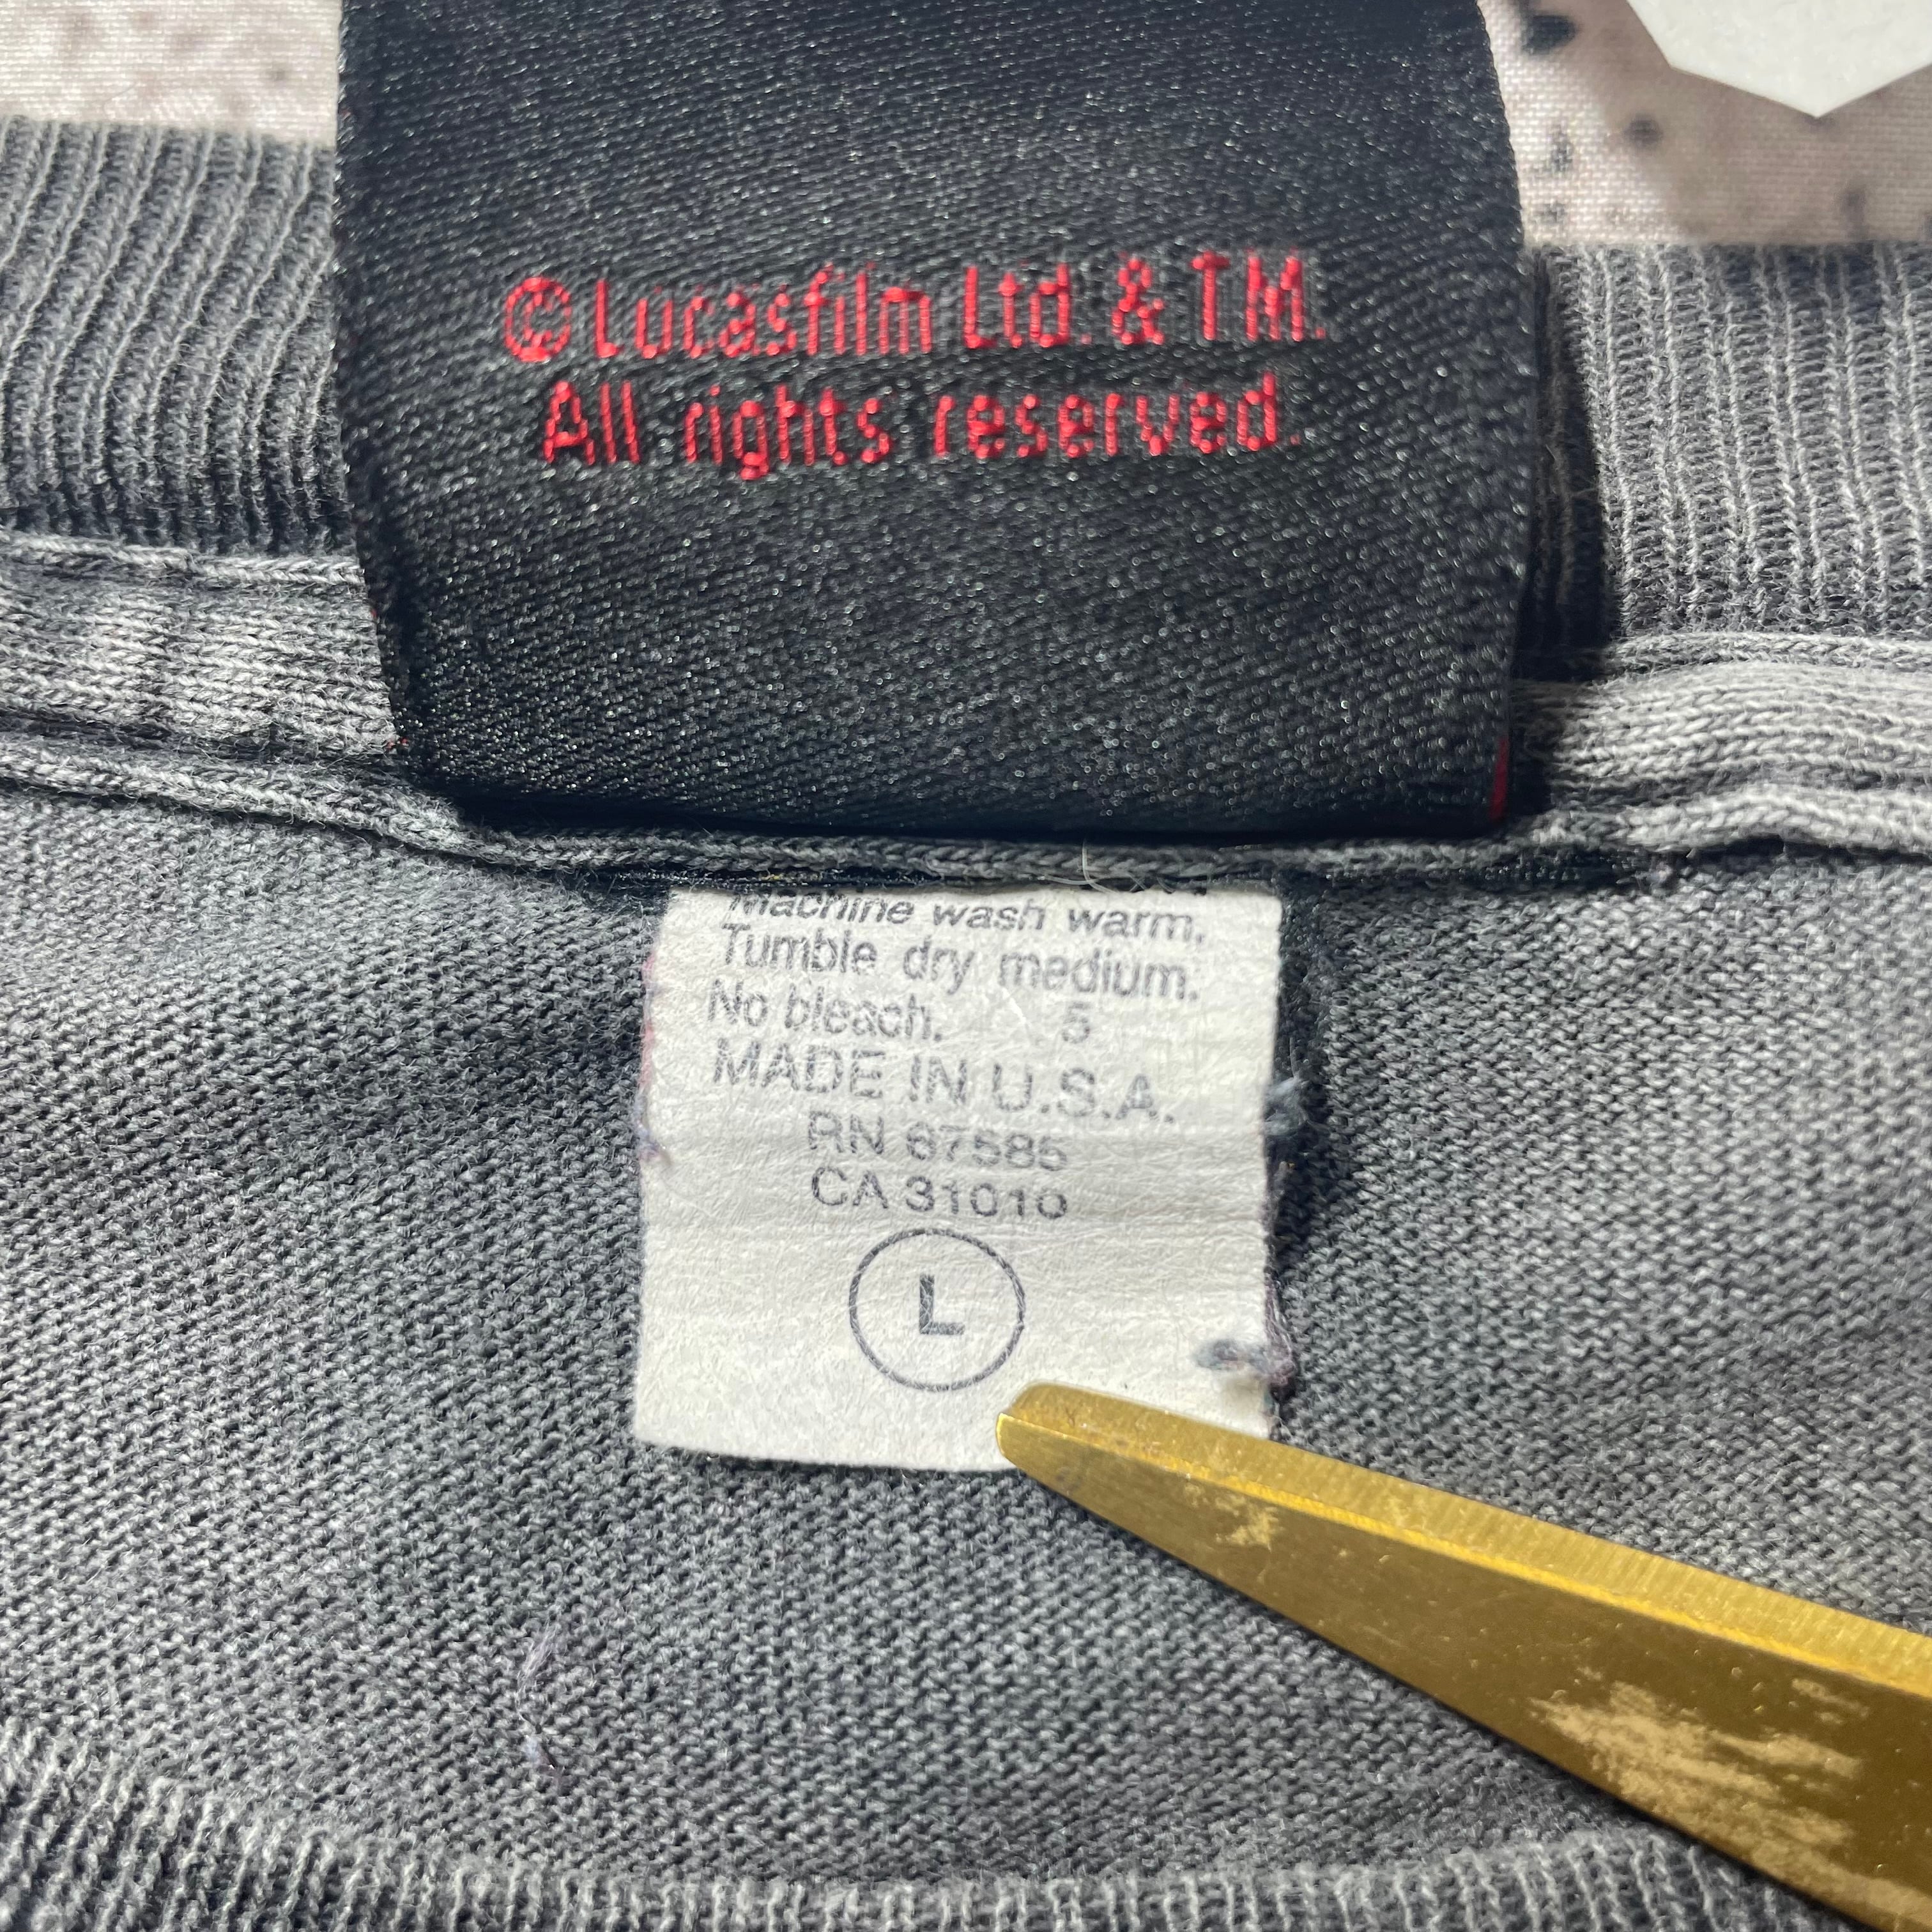 © Lucasfilm Ltd. & TM.
All rights reserved.
Machine wash warm,
Tumble dry medium.
No bleach. 5
MADE IN U.S.A.
RN 67585
CA 31010
L